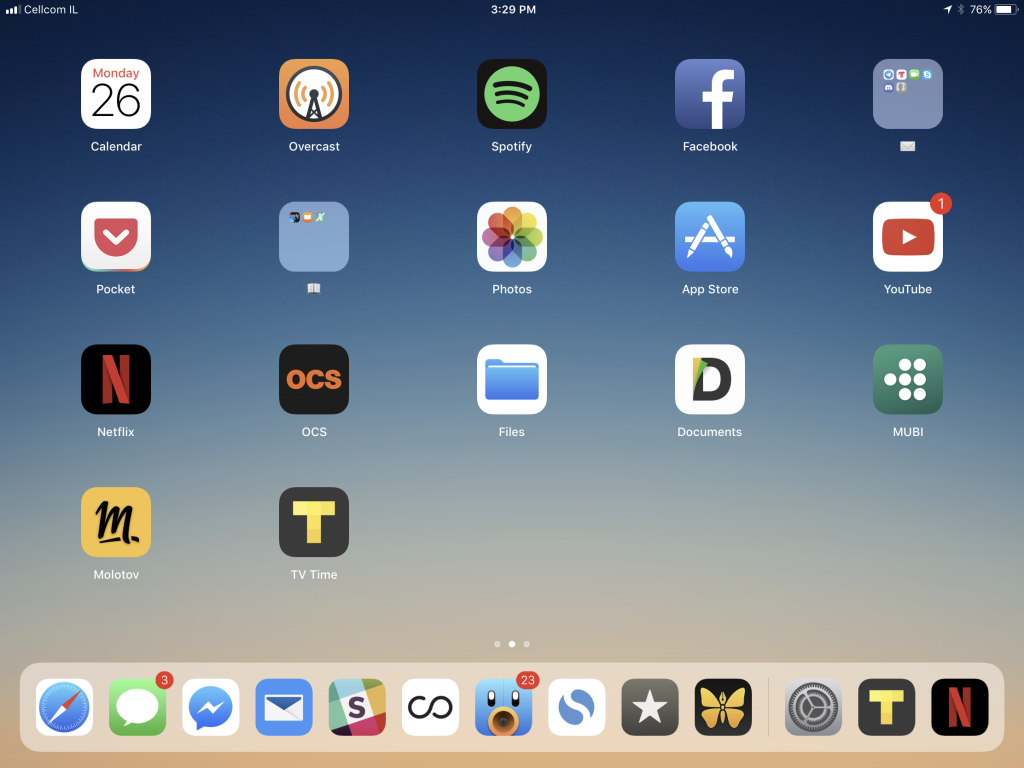 Cellcom IL
3:29 PM
76%
Monday
26
Calendar
Overcast
Spotify
Facebook
1
Pocket
Photos
App Store
YouTube
OCS
Netflix
OCS
Files
D
Documents
MUBI
M.
Molotov
T
TV Time
3
S
23
T
N